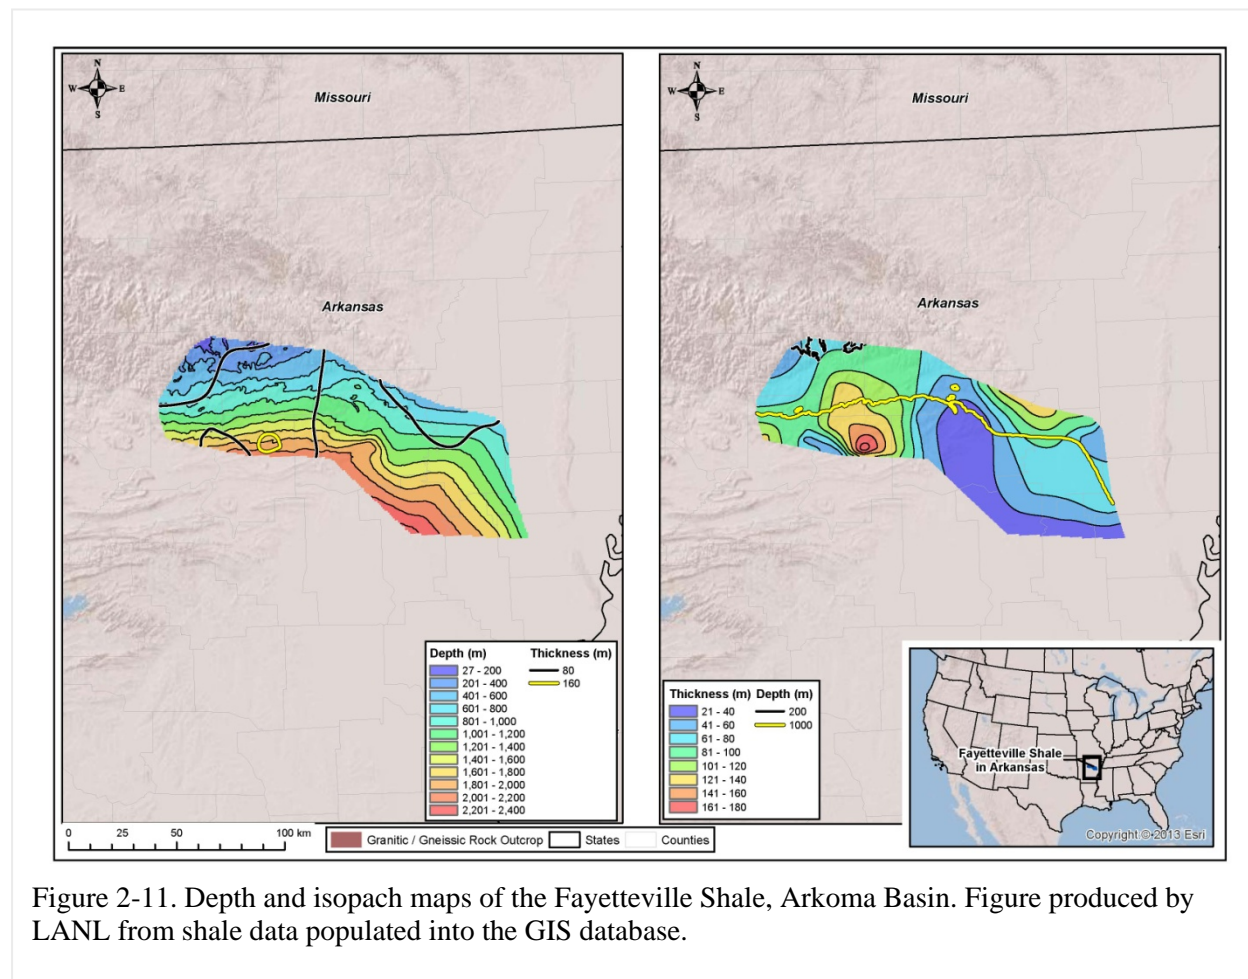 N
W E
S
Missouri
Arkansas
Depth (m) Thickness (m)
27 - 200 80
201 - 400 160
401 - 600
601 - 800
801 - 1,000
1,001 - 1,200
1,201 - 1,400
1,401 - 1,600
1,601 - 1,800
1,801 - 2,000
2,001 - 2,200
2,201 - 2,400
0 25 50 100 km
N
W E
S
Missouri
Arkansas
Thickness (m) Depth (m)
21 - 40 200
41 - 60 1000
61 - 80
81 - 100
101 - 120
121 - 140
141 - 160
161 - 180
Fayetteville Shale
in Arkansas
Copyright:© 2013 Esri
Granitic / Gneissic Rock Outcrop States Counties
Figure 2-11. Depth and isopach maps of the Fayetteville Shale, Arkoma Basin. Figure produced by
LANL from shale data populated into the GIS database.